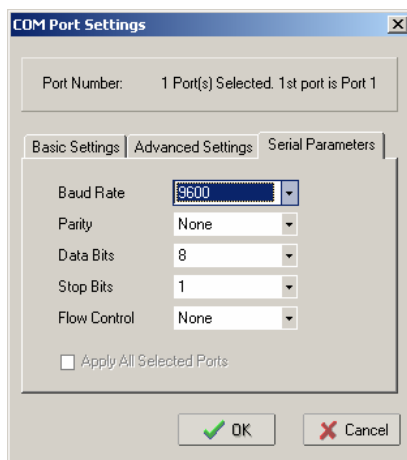 COM Port Settings
Port Number: 1 Port(s) Selected. 1st port is Port 1
Basic Settings Advanced Settings Serial Parameters
Baud Rate 9600
Parity None
Data Bits 8
Stop Bits 1
Flow Control None
Apply All Selected Ports
OK Cancel